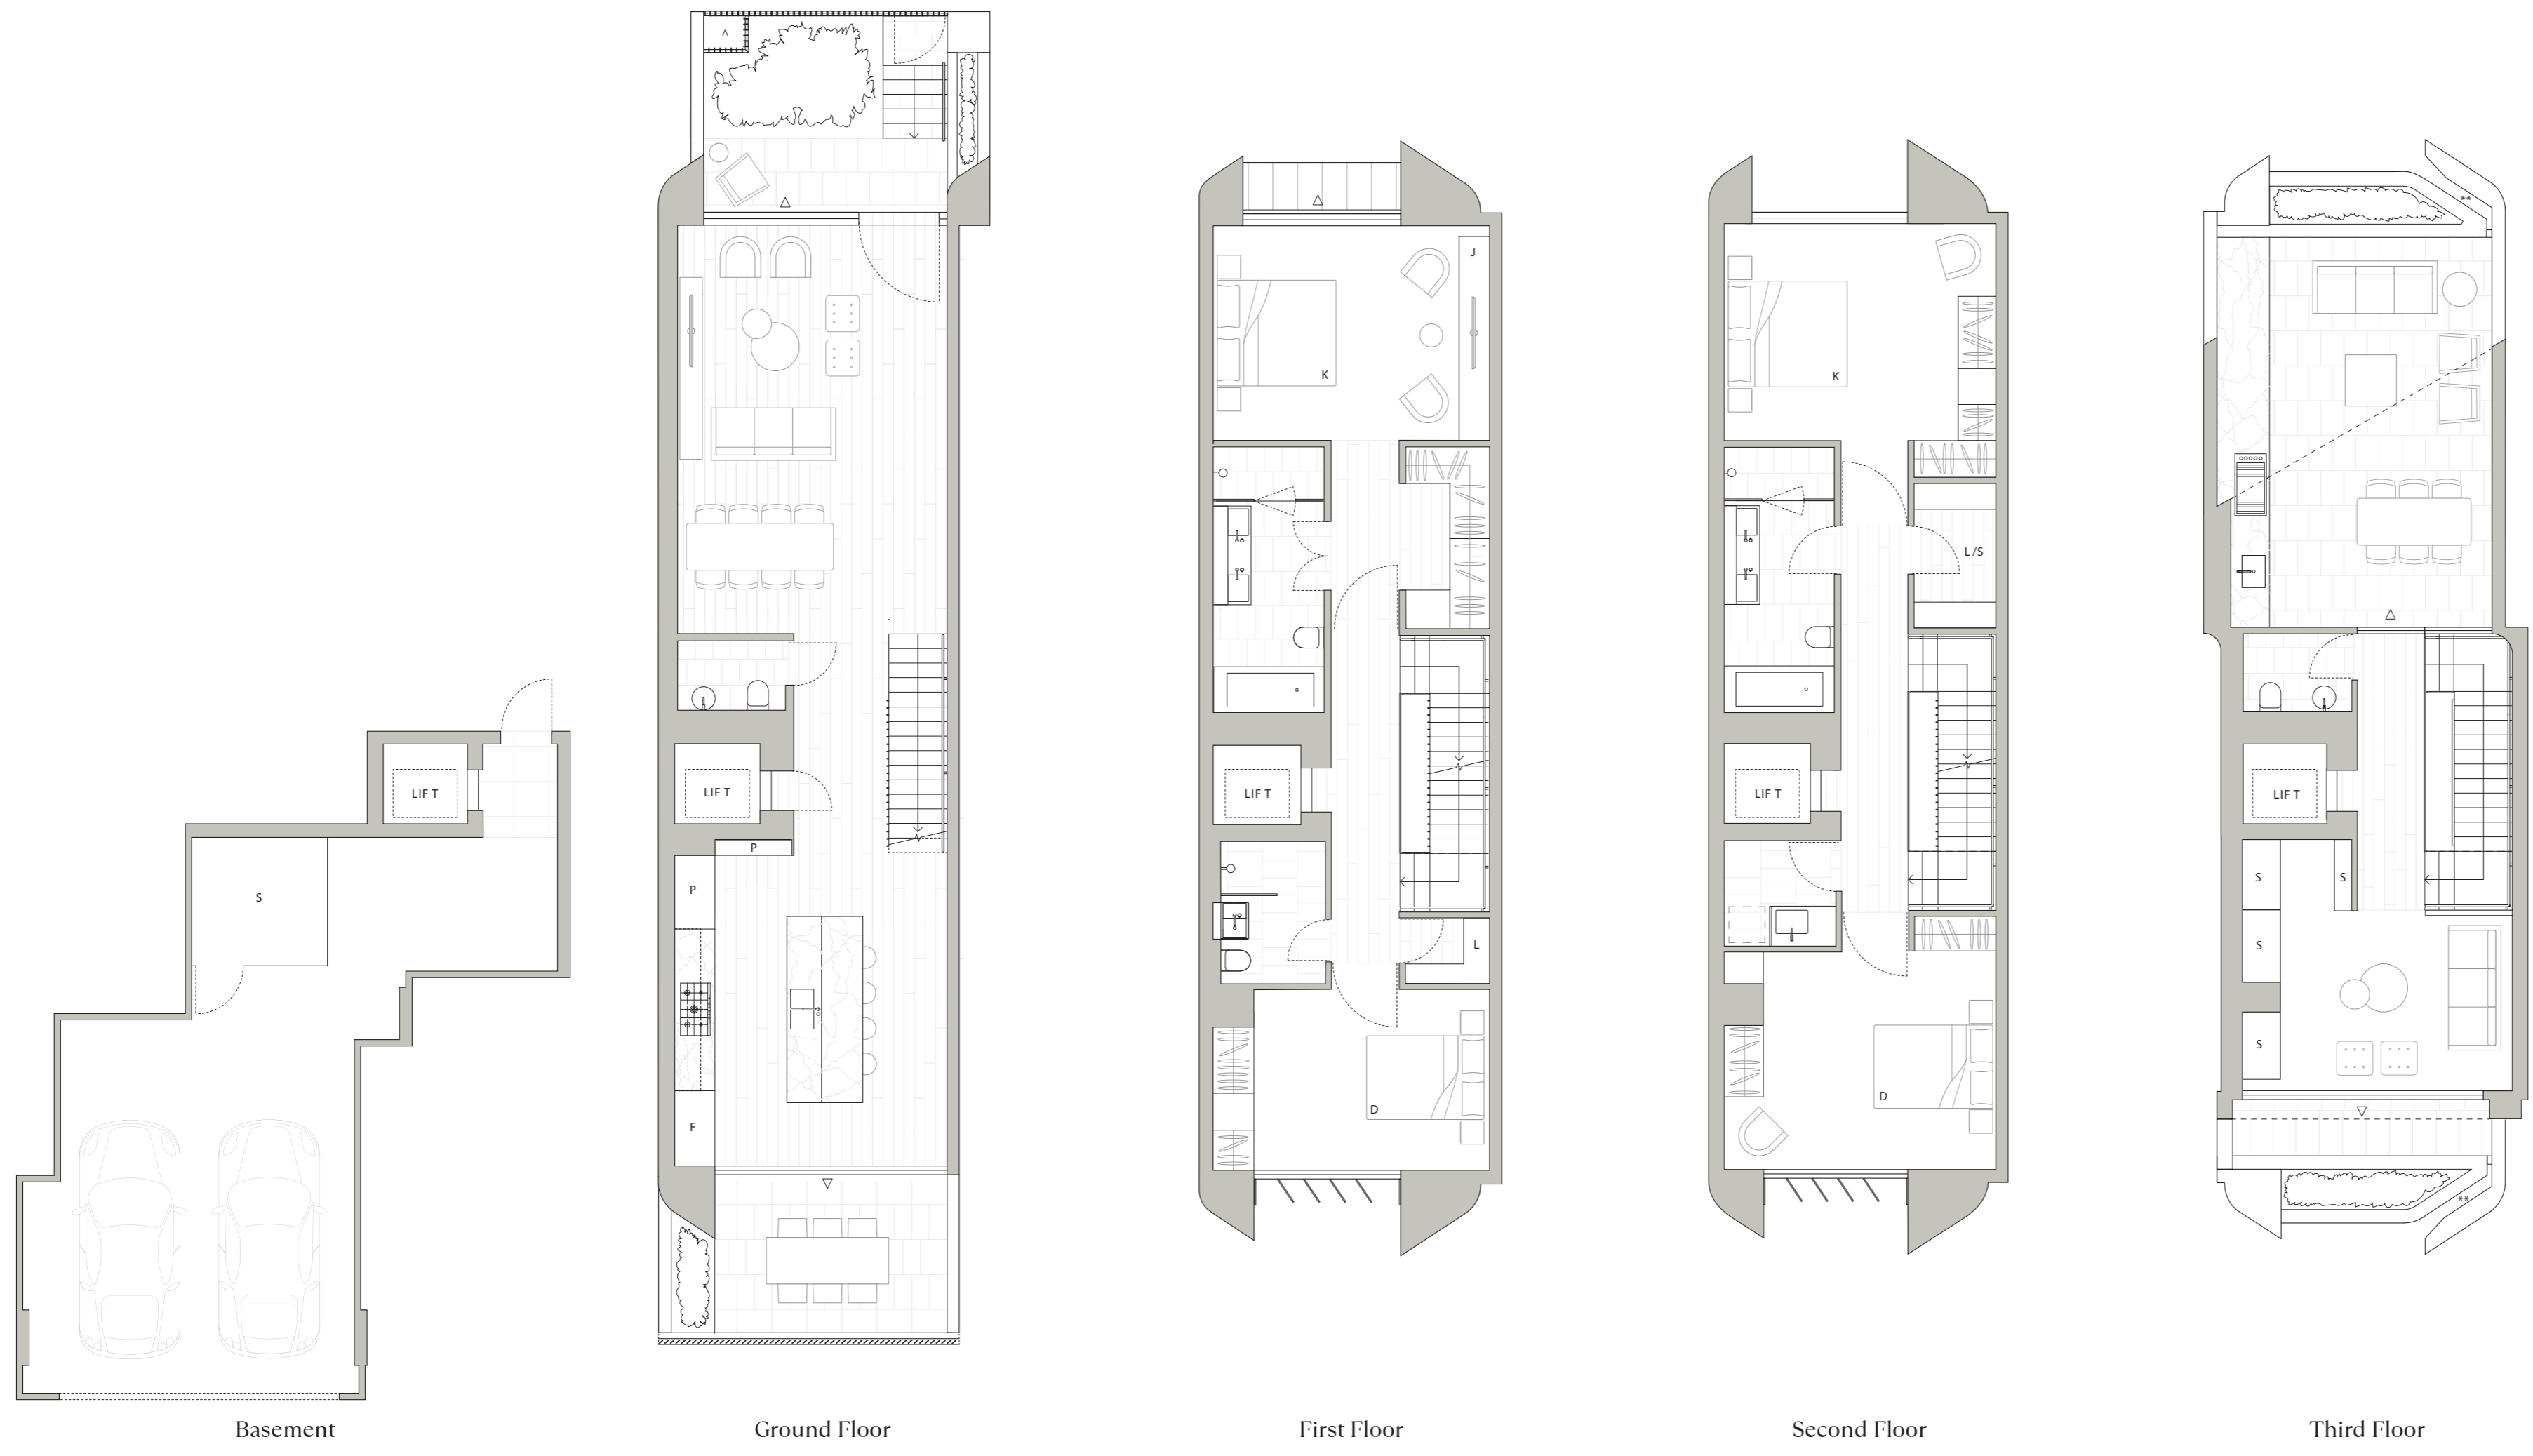 LIFT
S
Basement
P
P
F
LIFT
Ground Floor
K
J
LIFT
L
D
First Floor
K
L/S
LIFT
D
Second Floor
**
LIFT
S
S
S
S
**
Third Floor